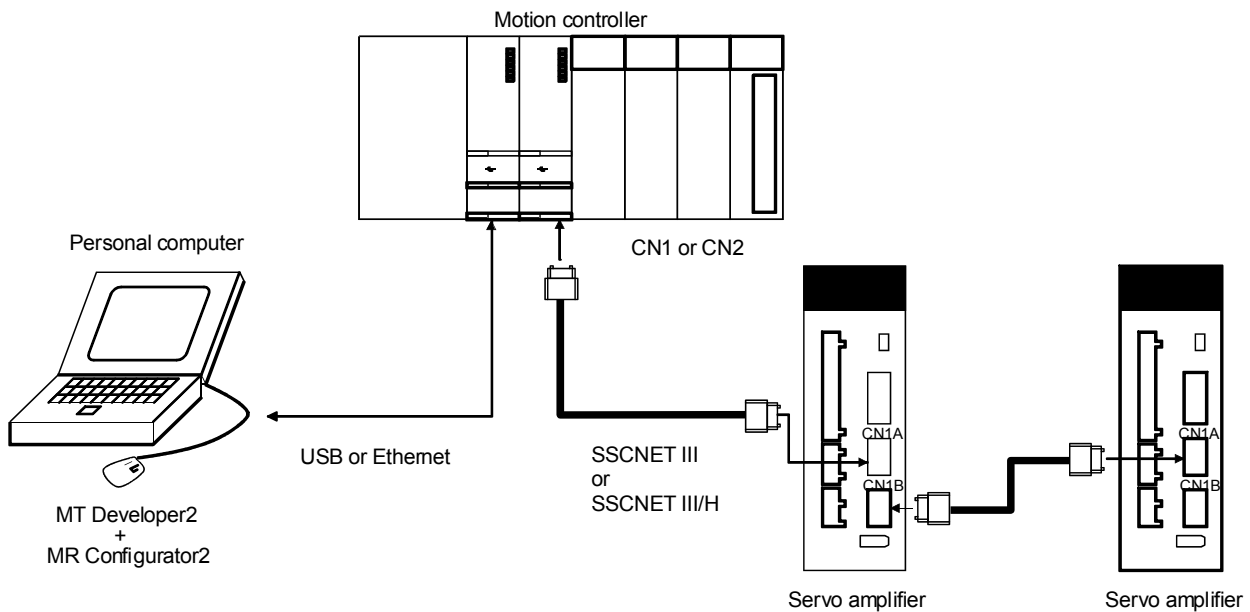 Motion controller
Personal computer
CN1 or CN2
USB or Ethernet
SSCNET III
or
SSCNET III/H
MT Developer2
+
MR Configurator2
CN1A
CN1B
CN1A
CN1B
Servo amplifier
Servo amplifier